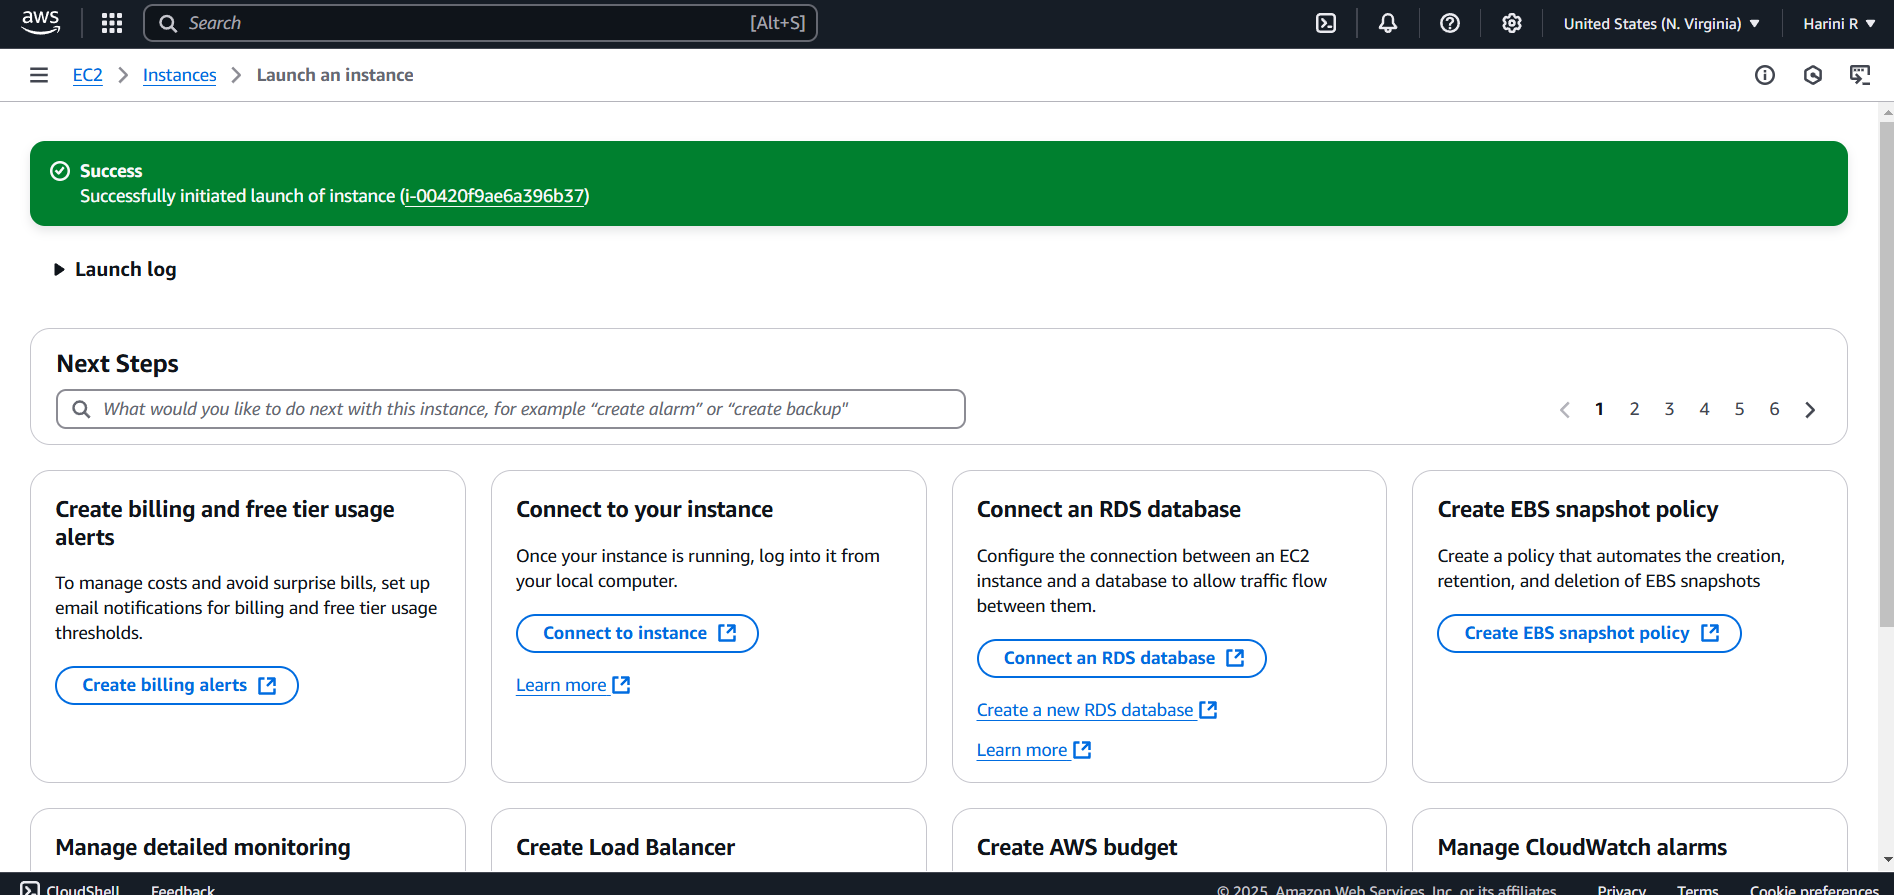 aws
Search
[Alt+S]
United States (N. Virginia)
Harini R
EC2
Instances
Launch an instance
Success
Successfully initiated launch of instance (i-00420f9ae6a396b37)
Launch log
Next Steps
What would you like to do next with this instance, for example “create alarm” or “create backup"
1 2 3 4 5 6
Create billing and free tier usage
alerts
To manage costs and avoid surprise bills, set up
email notifications for billing and free tier usage
thresholds.
Create billing alerts
Connect to your instance
Once your instance is running, log into it from
your local computer.
Connect to instance
Learn more
Connect an RDS database
Configure the connection between an EC2
instance and a database to allow traffic flow
between them.
Connect an RDS database
Create a new RDS database
Learn more
Create EBS snapshot policy
Create a policy that automates the creation,
retention, and deletion of EBS snapshots
Create EBS snapshot policy
Manage detailed monitoring
Create Load Balancer
Create AWS budget
Manage CloudWatch alarms
CloudShell
Feedback
© 2025, Amazon Web Services, Inc. or its affiliates.
Privacy
Terms
Cookie preferences